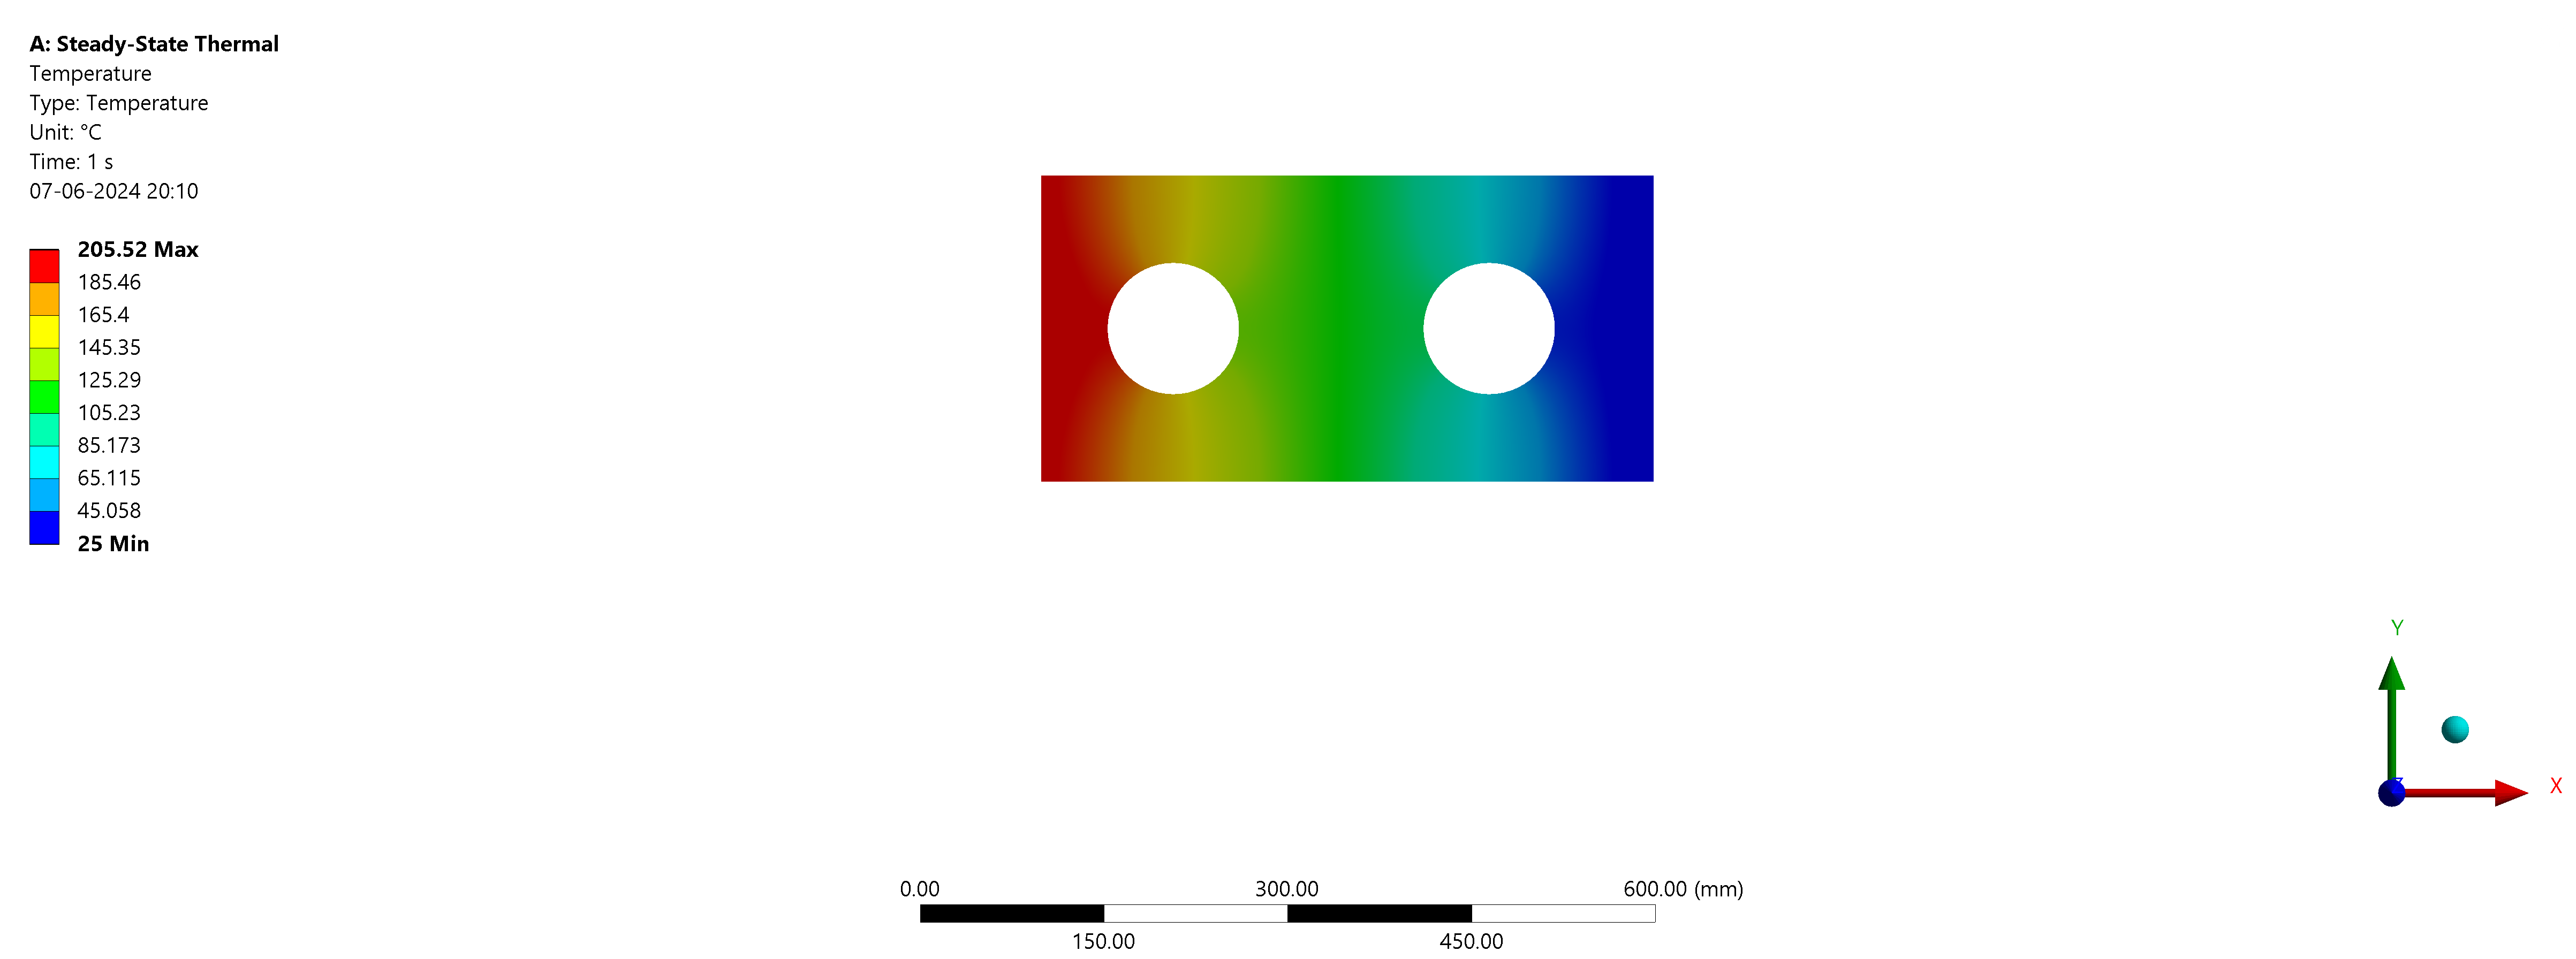 A: Steady-State Thermal
Temperature
Type: Temperature
Unit: °C
Time: 1 s
07-06-2024 20:10
205.52 Max
185.46
165.4
145.35
125.29
105.23
85.173
65.115
45.058
25 Min
Y
Z
X
0.00 300.00 600.00 (mm)
150.00 450.00